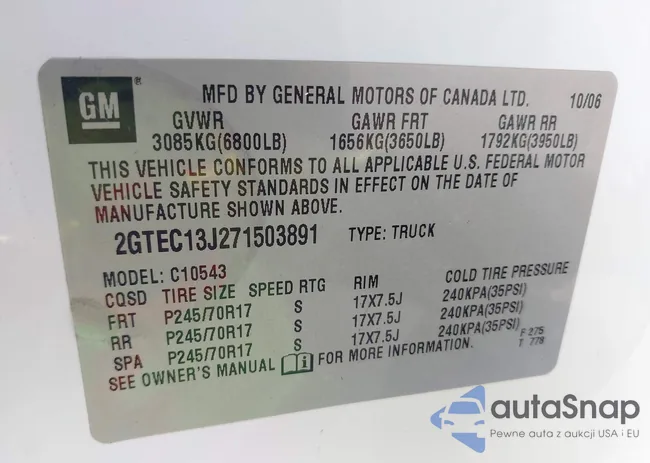 GM®
MFD BY GENERAL MOTORS OF CANADA LTD. 10/06
GVWR GAWR FRT GAWR RR
3085KG(6800LB) 1656KG(3650LB) 1792KG(3950LB)
THIS VEHICLE CONFORMS TO ALL APPLICABLE U.S. FEDERAL MOTOR
VEHICLE SAFETY STANDARDS IN EFFECT ON THE DATE OF
MANUFACTURE SHOWN ABOVE.
2GTEC13J271503891 TYPE: TRUCK
MODEL: C10543
CQSD TIRE SIZE SPEED RTG RIM COLD TIRE PRESSURE
FRT P245/70R17 S 17X7.5J 240KPA(35PSI)
RR P245/70R17 S 17X7.5J 240KPA(35PSI)
SPA P245/70R17 S 17X7.5J 240KPA(35PSI)
SEE OWNER'S MANUAL FOR MORE INFORMATION.
F 275
T 778
autaSnap
Pewne auta z aukcji USA i EU